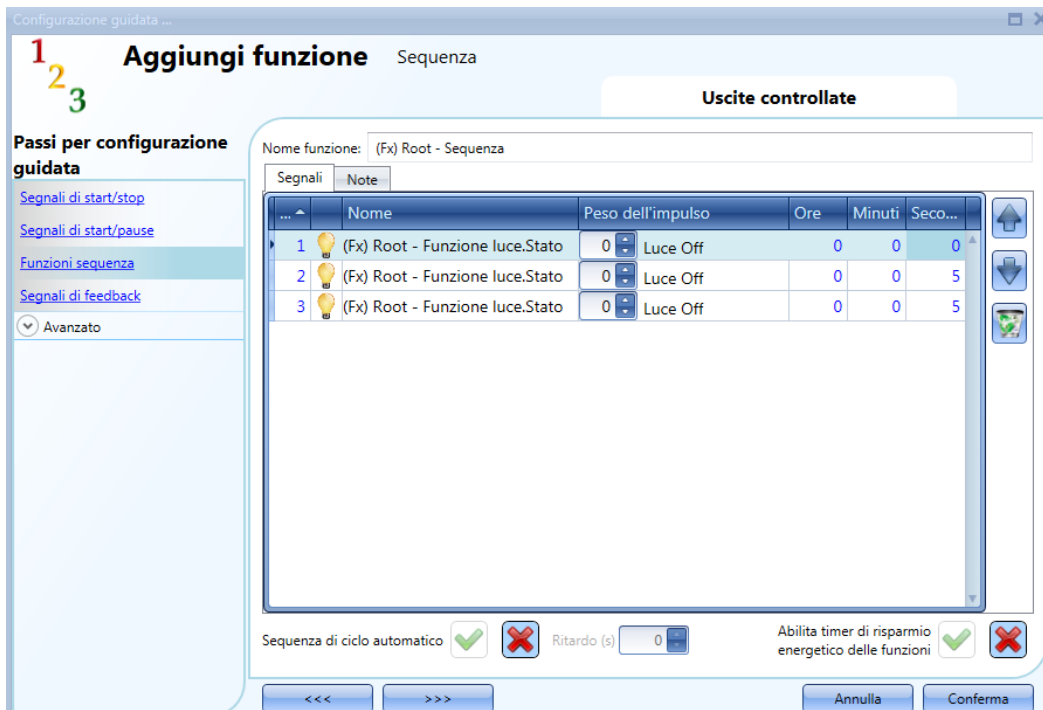 Configurazione guidata ...
1 2 3
Aggiungi funzione Sequenza
Uscite controllate
Passi per configurazione
guidata
Segnali di start/stop
Segnali di start/pause
Funzioni sequenza
Segnali di feedback
Avanzato
Nome funzione: (Fx) Root - Sequenza
Segnali Note
... Nome Peso dell'impulso Ore Minuti Seco...
1 (Fx) Root - Funzione luce.Stato 0 Luce Off 0 0 0
2 (Fx) Root - Funzione luce.Stato 0 Luce Off 0 0 5
3 (Fx) Root - Funzione luce.Stato 0 Luce Off 0 0 5
Sequenza di ciclo automatico Ritardo (s) 0
Abilita timer di risparmio
energetico delle funzioni
<<< >>> Annulla Conferma